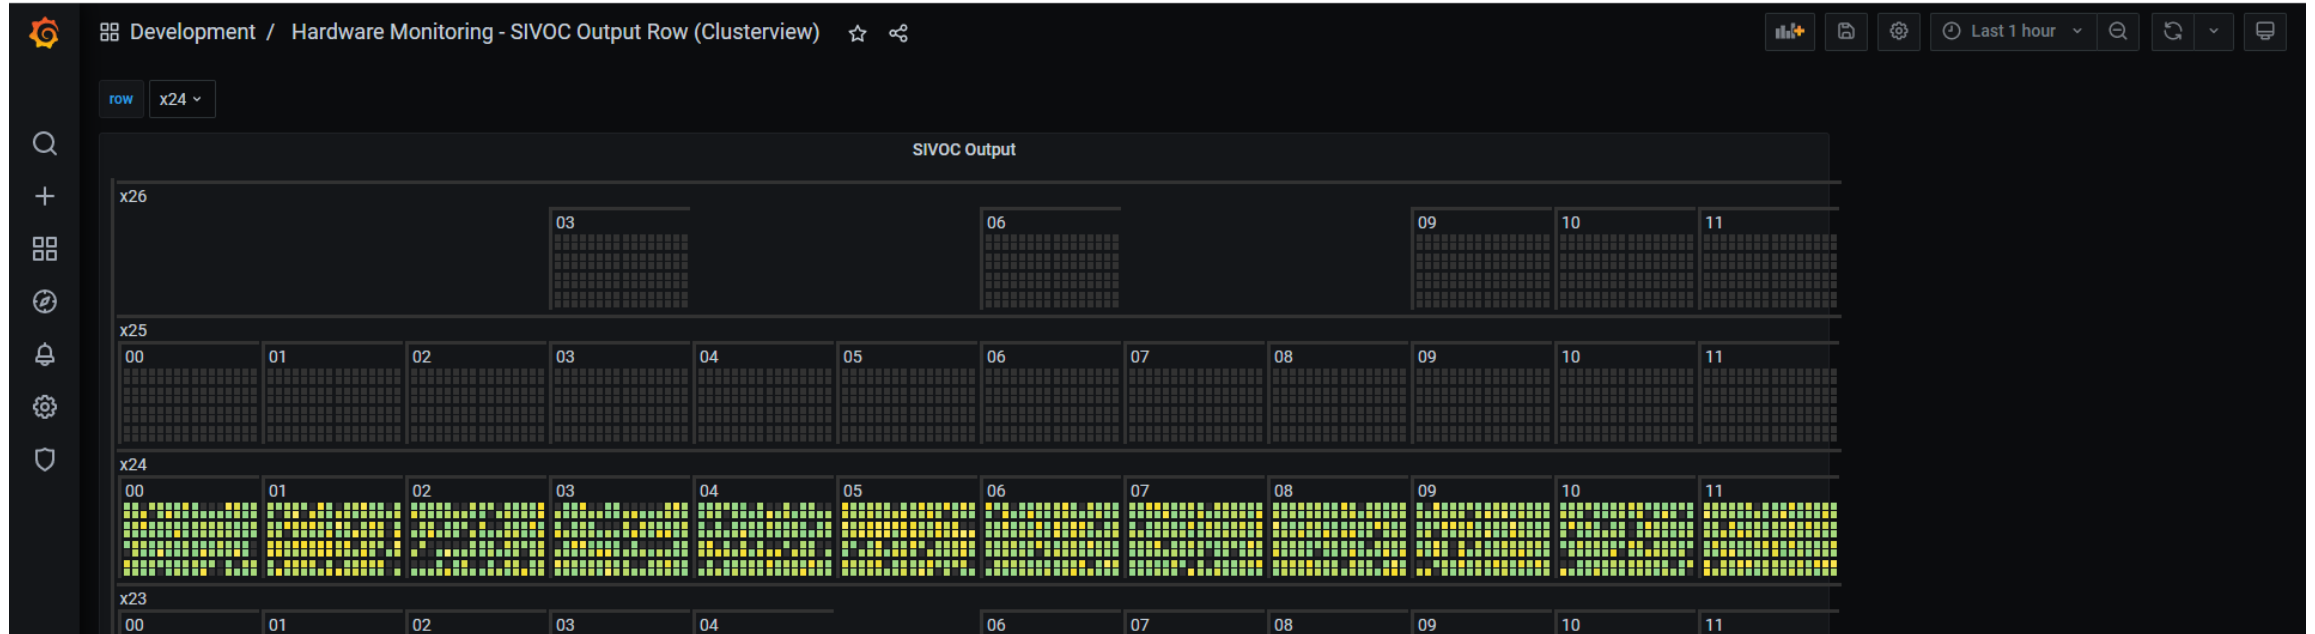 Development / Hardware Monitoring - SIVOC Output Row (Clusterview)
Last 1 hour
row x24
SIVOC Output
x26
03 06 09 10 11
x25
00 01 02 03 04 05 06 07 08 09 10 11
x24
00 01 02 03 04 05 06 07 08 09 10 11
x23
00 01 02 03 04 06 07 08 09 10 11